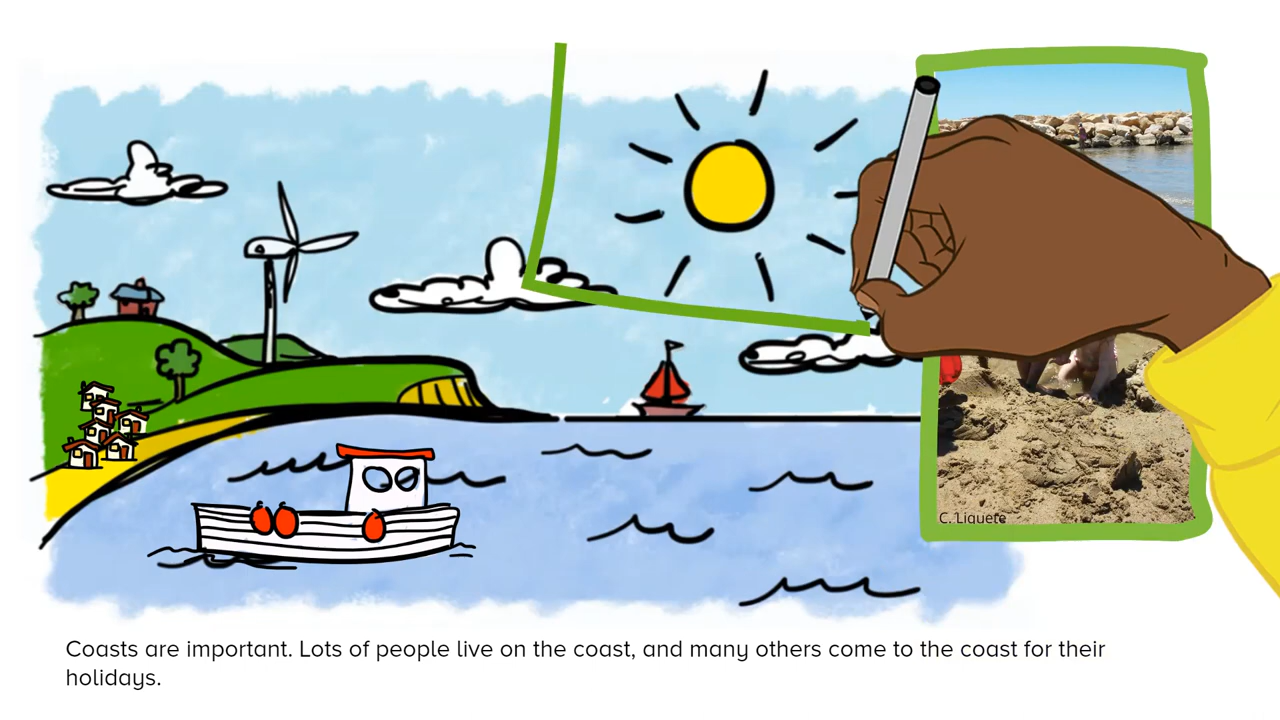 C. Liquete
Coasts are important. Lots of people live on the coast, and many others come to the coast for their
holidays.